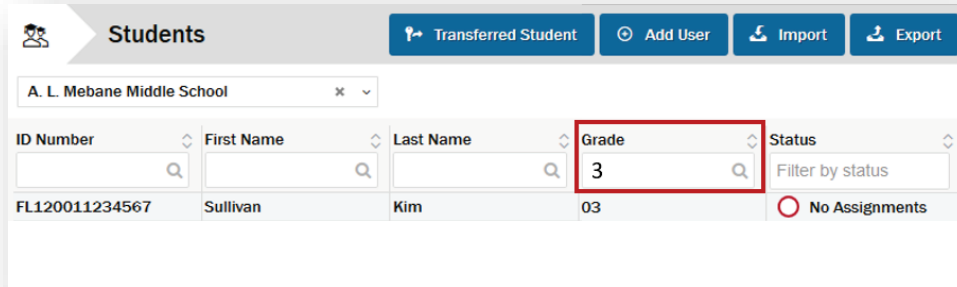 Students
Transferred Student
Add User
Import
Export
A. L. Mebane Middle School
ID Number First Name Last Name Grade Status
3 Filter by status
FL120011234567 Sullivan Kim 03 No Assignments